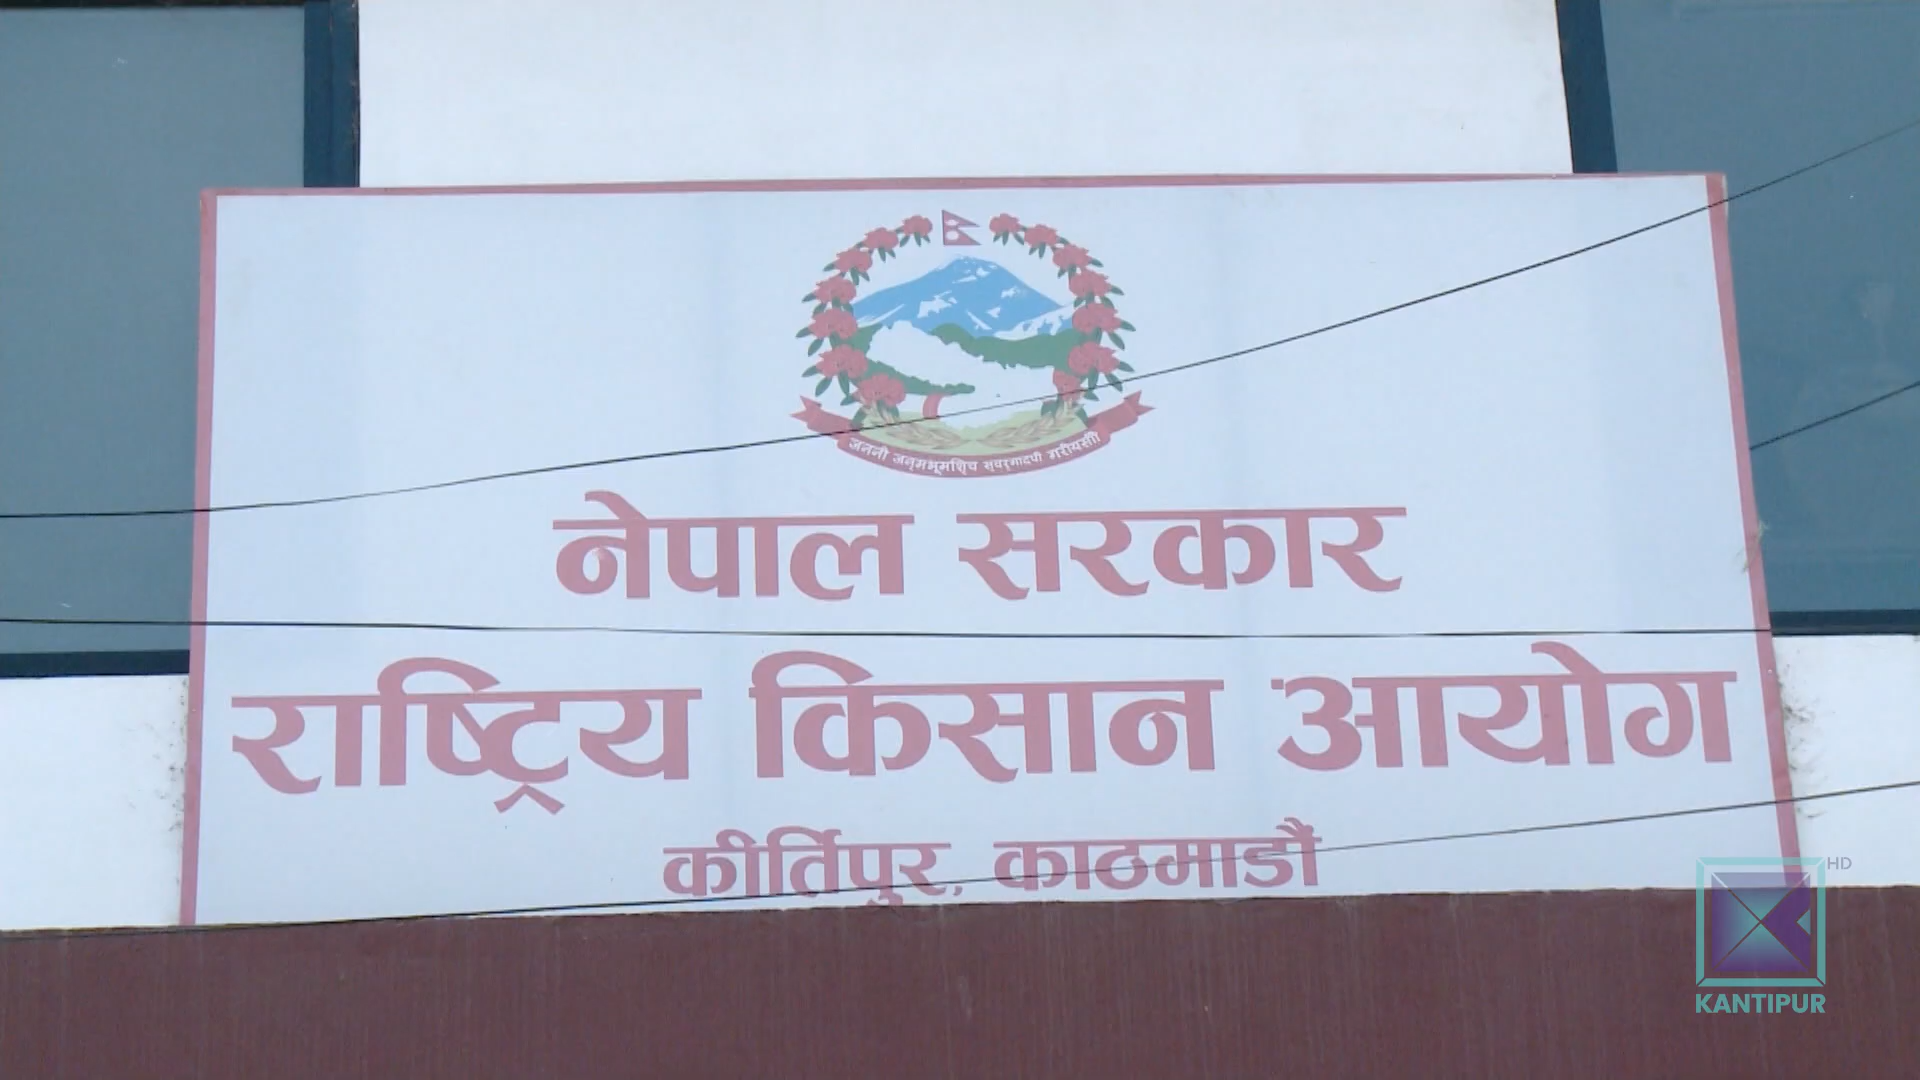 जननी जन्मभूमिश्च स्वर्गादपी गरीयसी
नेपाल सरकार
राष्ट्रिय किसान आयोग
कीर्तिपुर, काठमाडौं
HD
KANTIPUR